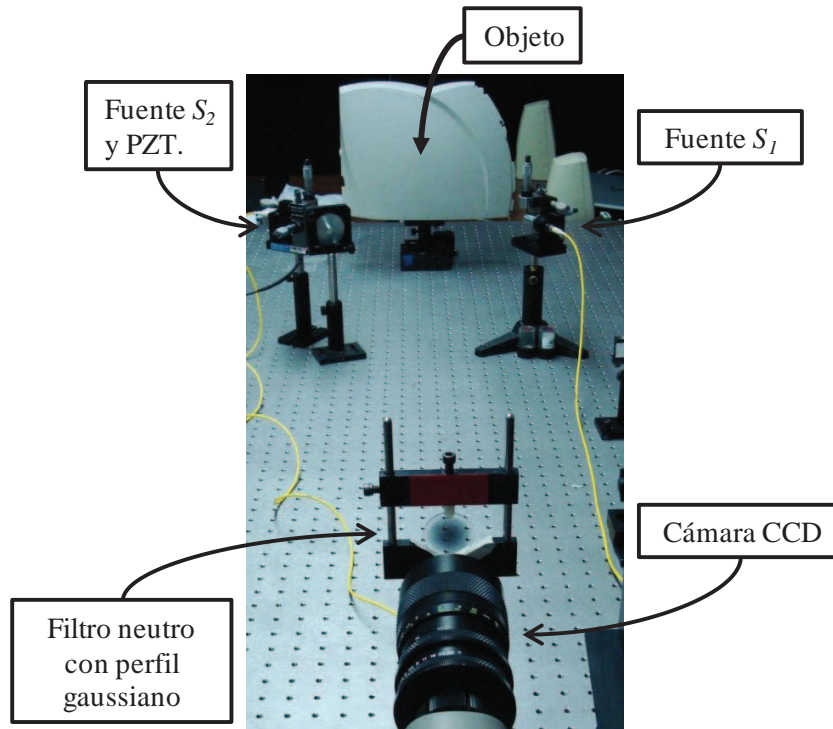 Objeto
Fuente S2
y PZT.
Fuente S1
Cámara CCD
Filtro neutro
con perfil
gaussiano